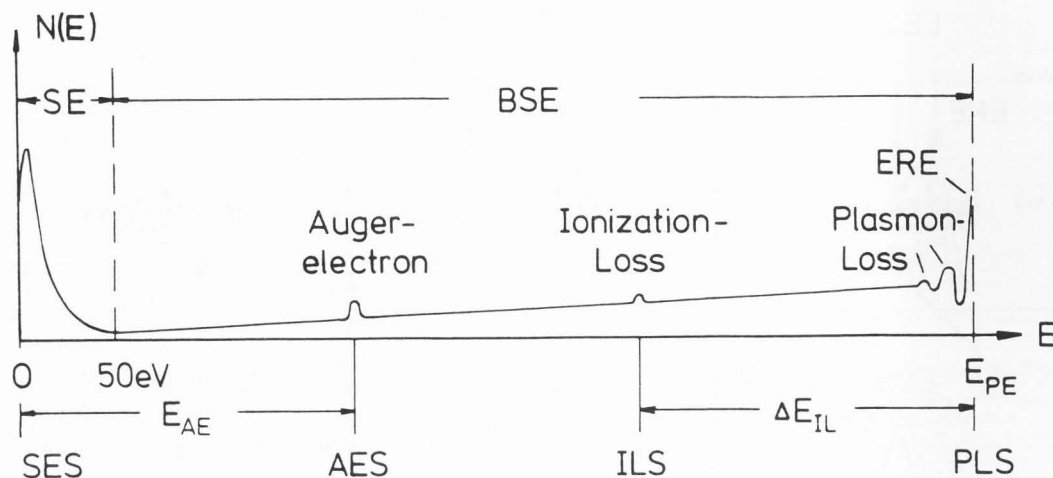 N(E)
SE
BSE
ERE
Auger-
electron
Ionization-
Loss
Plasmon-
Loss
E
0
50eV
E_PE
E_AE
ΔE_IL
SES
AES
ILS
PLS